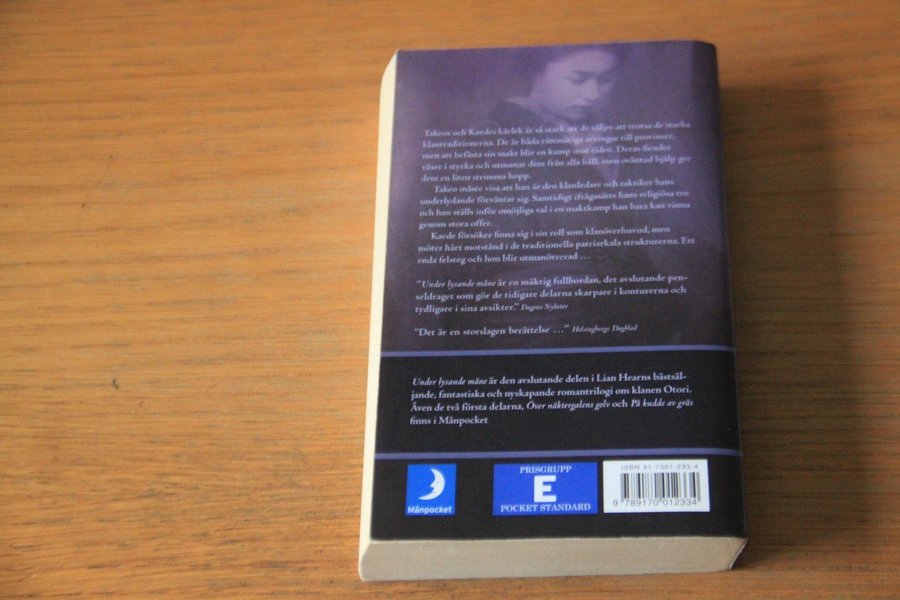 Takeos och Kaedes kärlek är så stark att de väljer att trotsa de starka
klantraditionerna. De är båda rättmätiga arvingar till provinser,
men att befästa sin makt blir en kamp mot tiden. Deras fiender
växer i styrka och utmanar dem från alla håll, men oväntad hjälp ger
dem en liten strimma hopp.
Takeo måste visa att han är den klanledare och taktiker hans
underlydande förväntar sig. Samtidigt ifrågasätts hans religiösa tro
och han ställs inför omöjliga val i en maktkamp han bara kan vinna
genom stora offer.
Kaede försöker finna sig i sin roll som klanöverhuvud, men
möter hårt motstånd i de traditionella patriarkala strukturerna. Ett
enda felsteg och hon blir utmanövrerad ...
"Under lysande måne är en mäktig fullbordan, det avslutande pen-
seldraget som gör de tidigare delarna skarpare i konturerna och
tydligare i sina avsikter." Dagens Nyheter
"Det är en storslagen berättelse ..." Helsingborgs Dagblad
Under lysande måne är den avslutande delen i Lian Hearns bästsäl-
jande, fantastiska och nyskapande romantrilogi om klanen Otori.
Även de två första delarna, Över näktergalens golv och På kudde av gräs
finns i Månpocket
Månpocket
PRISGRUPP
E
POCKET STANDARD
ISBN 91-7001-233-4
9 789170 012334